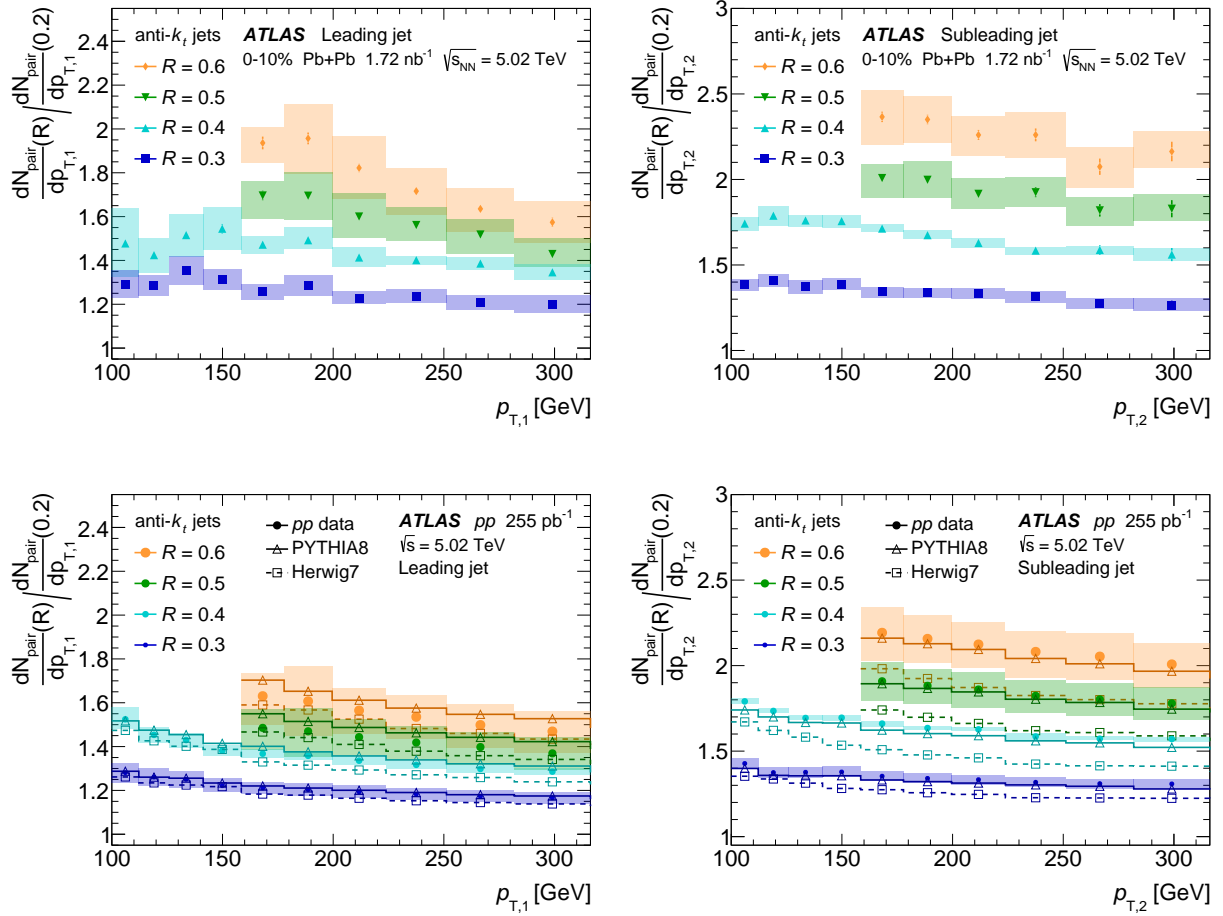 dN_pair/dp_T,1 (R) / dN_pair/dp_T,1 (0.2)
anti-k_t jets
ATLAS Leading jet
0-10% Pb+Pb 1.72 nb⁻¹ √s_NN = 5.02 TeV
R = 0.6
R = 0.5
R = 0.4
R = 0.3
2.4
2.2
2
1.8
1.6
1.4
1.2
1
100 150 200 250 300
p_T,1 [GeV]
dN_pair/dp_T,2 (R) / dN_pair/dp_T,2 (0.2)
anti-k_t jets
ATLAS Subleading jet
0-10% Pb+Pb 1.72 nb⁻¹ √s_NN = 5.02 TeV
R = 0.6
R = 0.5
R = 0.4
R = 0.3
3
2.5
2
1.5
1
100 150 200 250 300
p_T,2 [GeV]
dN_pair/dp_T,1 (R) / dN_pair/dp_T,1 (0.2)
anti-k_t jets
R = 0.6
R = 0.5
R = 0.4
R = 0.3
pp data
PYTHIA8
Herwig7
ATLAS pp 255 pb⁻¹
√s = 5.02 TeV
Leading jet
2.4
2.2
2
1.8
1.6
1.4
1.2
1
100 150 200 250 300
p_T,1 [GeV]
dN_pair/dp_T,2 (R) / dN_pair/dp_T,2 (0.2)
anti-k_t jets
R = 0.6
R = 0.5
R = 0.4
R = 0.3
pp data
PYTHIA8
Herwig7
ATLAS pp 255 pb⁻¹
√s = 5.02 TeV
Subleading jet
3
2.5
2
1.5
1
100 150 200 250 300
p_T,2 [GeV]